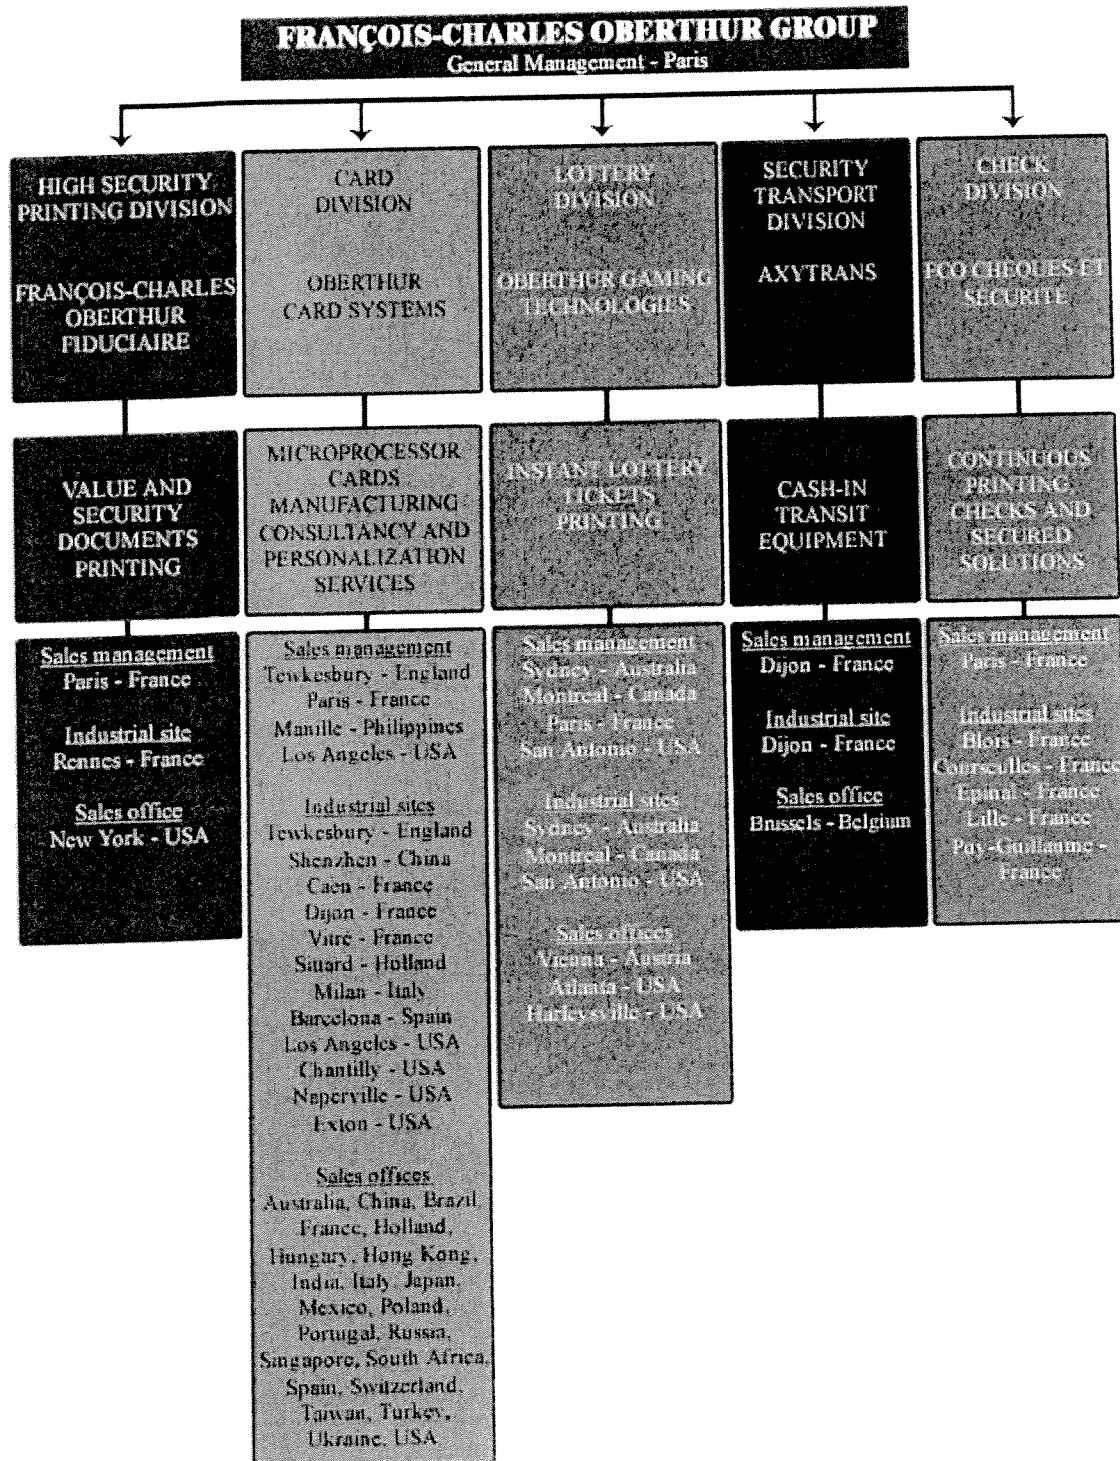 FRANÇOIS-CHARLES OBERTHUR GROUP
General Management - Paris
HIGH SECURITY
PRINTING DIVISION
FRANÇOIS-CHARLES
OBERTHUR
FIDUCIAIRE
VALUE AND
SECURITY
DOCUMENTS
PRINTING
Sales management
Paris - France
Industrial site
Rennes - France
Sales office
New York - USA
CARD
DIVISION
OBERTHUR
CARD SYSTEMS
MICROPROCESSOR
CARDS
MANUFACTURING
CONSULTANCY AND
PERSONALIZATION
SERVICES
Sales management
Tewkesbury - England
Paris - France
Manille - Philippines
Los Angeles - USA
Industrial sites
Tewkesbury - England
Shenzhen - China
Caen - France
Dijon - France
Vitre - France
Sittard - Holland
Milan - Italy
Barcelona - Spain
Los Angeles - USA
Chantilly - USA
Naperville - USA
Exton - USA
Sales offices
Australia, China, Brazil,
France, Holland,
Hungary, Hong Kong,
India, Italy, Japan,
Mexico, Poland,
Portugal, Russia,
Singapore, South Africa,
Spain, Switzerland,
Taiwan, Turkey,
Ukraine, USA
LOTTERY
DIVISION
OBERTHUR GAMING
TECHNOLOGIES
INSTANT LOTTERY
TICKETS
PRINTING
Sales management
Sydney - Australia
Montreal - Canada
Paris - France
San Antonio - USA
Industrial sites
Sydney - Australia
Montreal - Canada
San Antonio - USA
Sales offices
Vienna - Austria
Atlanta - USA
Harleysville - USA
SECURITY
TRANSPORT
DIVISION
AXYTRANS
CASH-IN
TRANSIT
EQUIPMENT
Sales management
Dijon - France
Industrial site
Dijon - France
Sales office
Brussels - Belgium
CHECK
DIVISION
FCO CHEQUES ET
SECURITE
CONTINUOUS
PRINTING
CHECKS AND
SECURED
SOLUTIONS
Sales management
Paris - France
Industrial sites
Blois - France
Courseulles - France
Epinal - France
Lille - France
Puy-Guillaume -
France